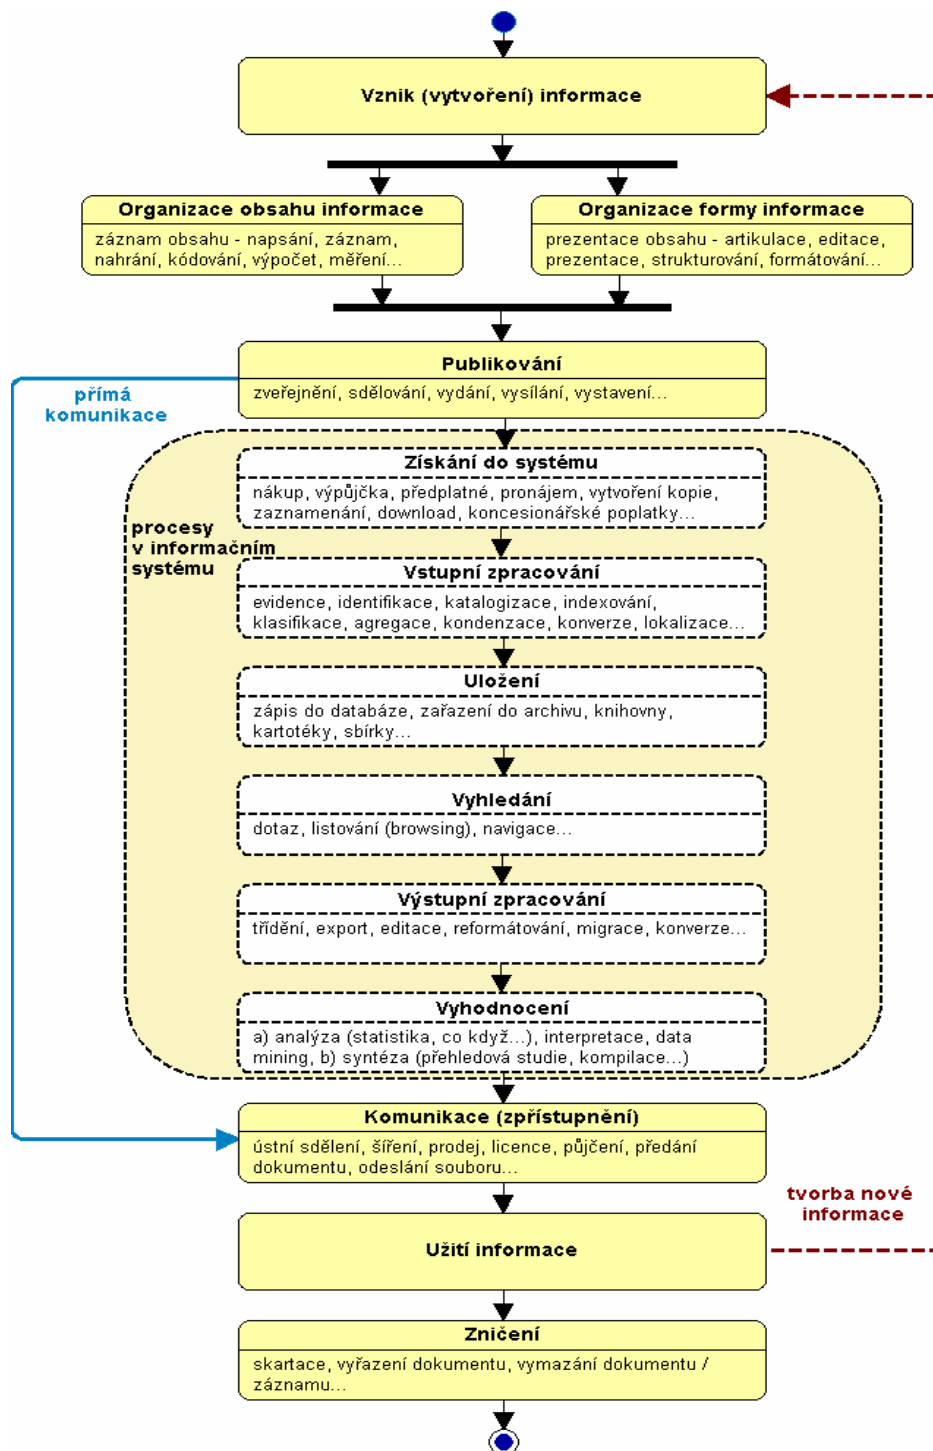 Vznik (vytvoření) informace
Organizace obsahu informace
záznam obsahu - napsání, záznam,
nahrání, kódování, výpočet, měření...
Organizace formy informace
prezentace obsahu - artikulace, editace,
prezentace, strukturování, formátování...
Publikování
zveřejnění, sdělování, vydání, vysílání, vystavení...
přímá
komunikace
procesy
v informačním
systému
Získání do systému
nákup, výpůjčka, předplatné, pronájem, vytvoření kopie,
zaznamenání, download, koncesionářské poplatky...
Vstupní zpracování
evidence, identifikace, katalogizace, indexování,
klasifikace, agregace, kondenzace, konverze, lokalizace...
Uložení
zápis do databáze, zařazení do archivu, knihovny,
kartotéky, sbírky...
Vyhledání
dotaz, listování (browsing), navigace...
Výstupní zpracování
třídění, export, editace, reformátování, migrace, konverze...
Vyhodnocení
a) analýza (statistika, co když...), interpretace, data
mining, b) syntéza (přehledová studie, kompilace...)
Komunikace (zpřístupnění)
ústní sdělení, šíření, prodej, licence, půjčení, předání
dokumentu, odeslání souboru...
tvorba nové
informace
Užití informace
Zničení
skartace, vyřazení dokumentu, vymazání dokumentu /
záznamu...